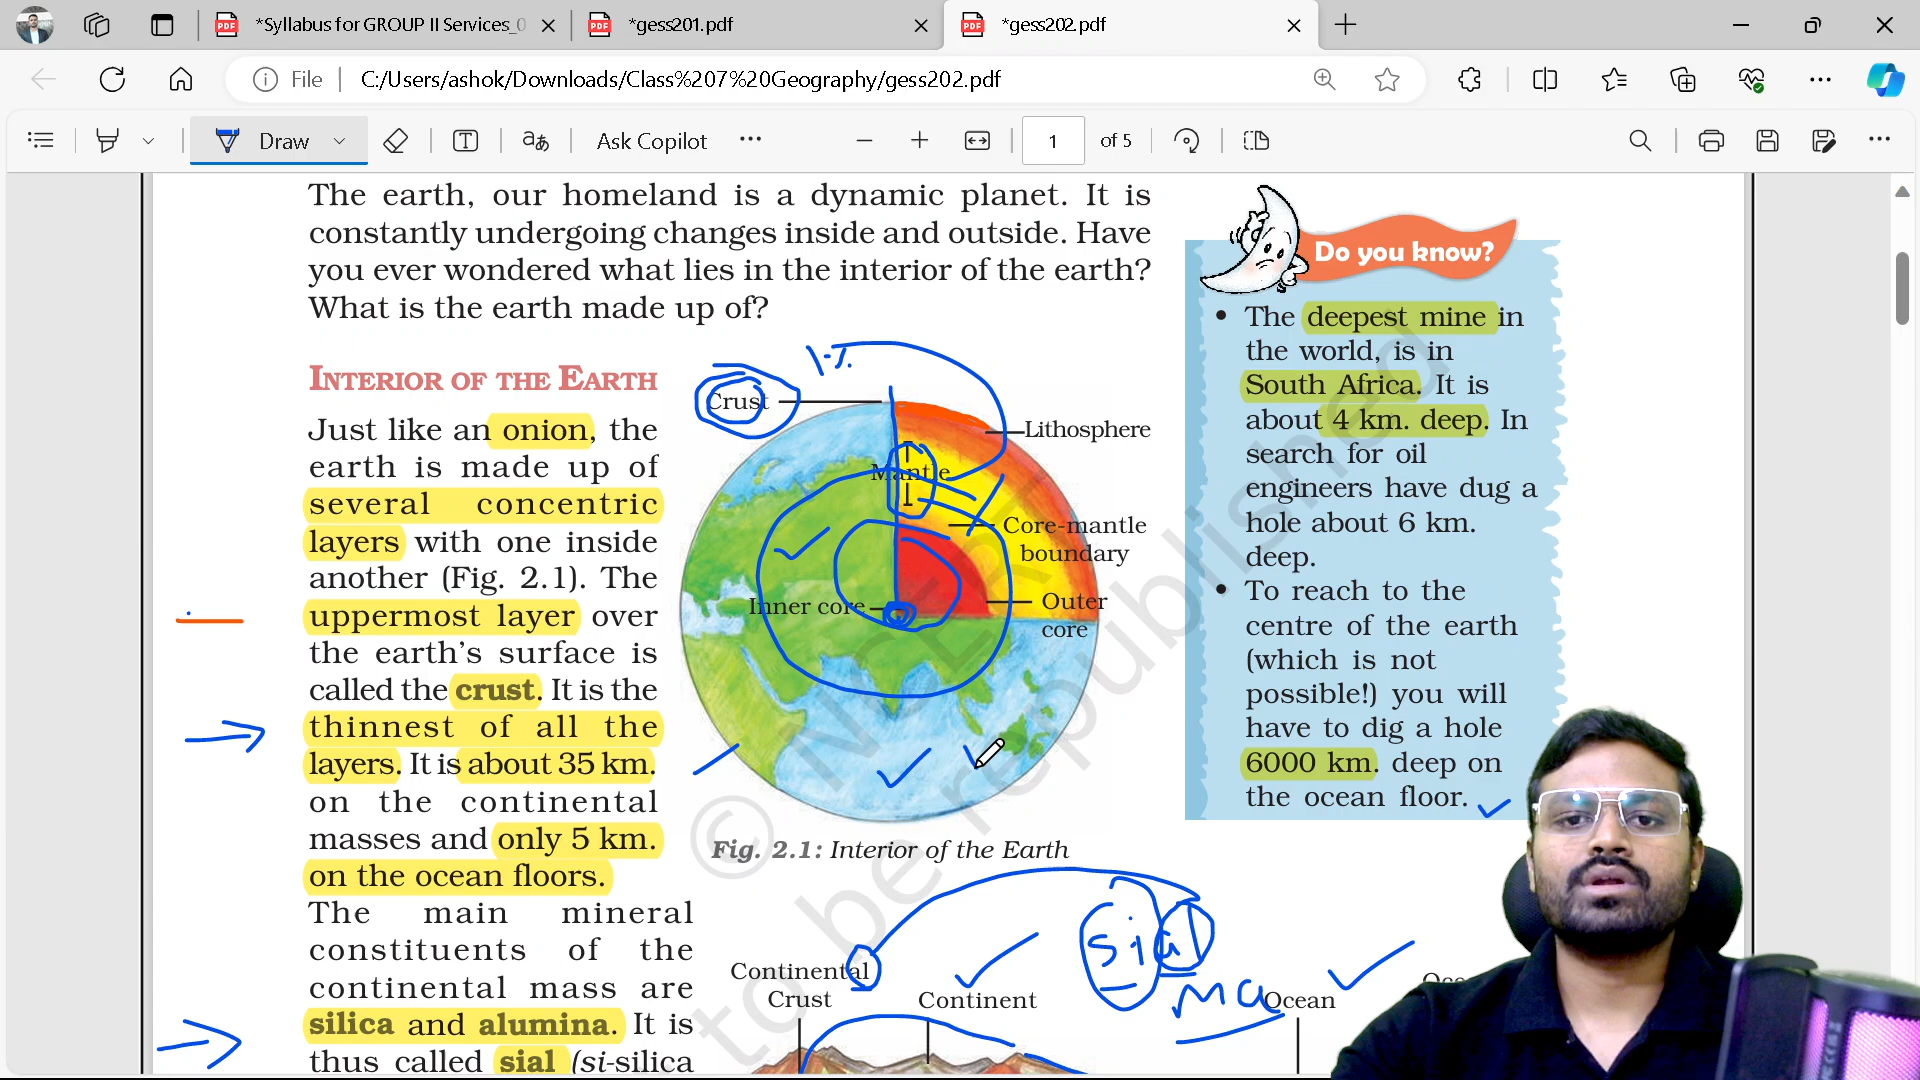 *Syllabus for GROUP II Services_0
*gess201.pdf
*gess202.pdf
File
C:/Users/ashok/Downloads/Class%207%20Geography/gess202.pdf
Draw
Ask Copilot
1
of 5
The earth, our homeland is a dynamic planet. It is
constantly undergoing changes inside and outside. Have
you ever wondered what lies in the interior of the earth?
What is the earth made up of?
INTERIOR OF THE EARTH
Just like an onion, the
earth is made up of
several concentric
layers with one inside
another (Fig. 2.1). The
uppermost layer over
the earth's surface is
called the crust. It is the
thinnest of all the
layers. It is about 35 km.
on the continental
masses and only 5 km.
on the ocean floors.
The main mineral
constituents of the
continental mass are
silica and alumina. It is
thus called sial (si-silica
1-1.
Crust
Lithosphere
Mantle
Core-mantle
boundary
Inner core
Outer
core
Fig. 2.1: Interior of the Earth
Do you know?
• The deepest mine in
the world, is in
South Africa. It is
about 4 km. deep. In
search for oil
engineers have dug a
hole about 6 km.
deep.
• To reach to the
centre of the earth
(which is not
possible!) you will
have to dig a hole
6000 km. deep on
the ocean floor.
sial
ma
Continental
Crust
Continent
Ocean
© NCERT
to be republished